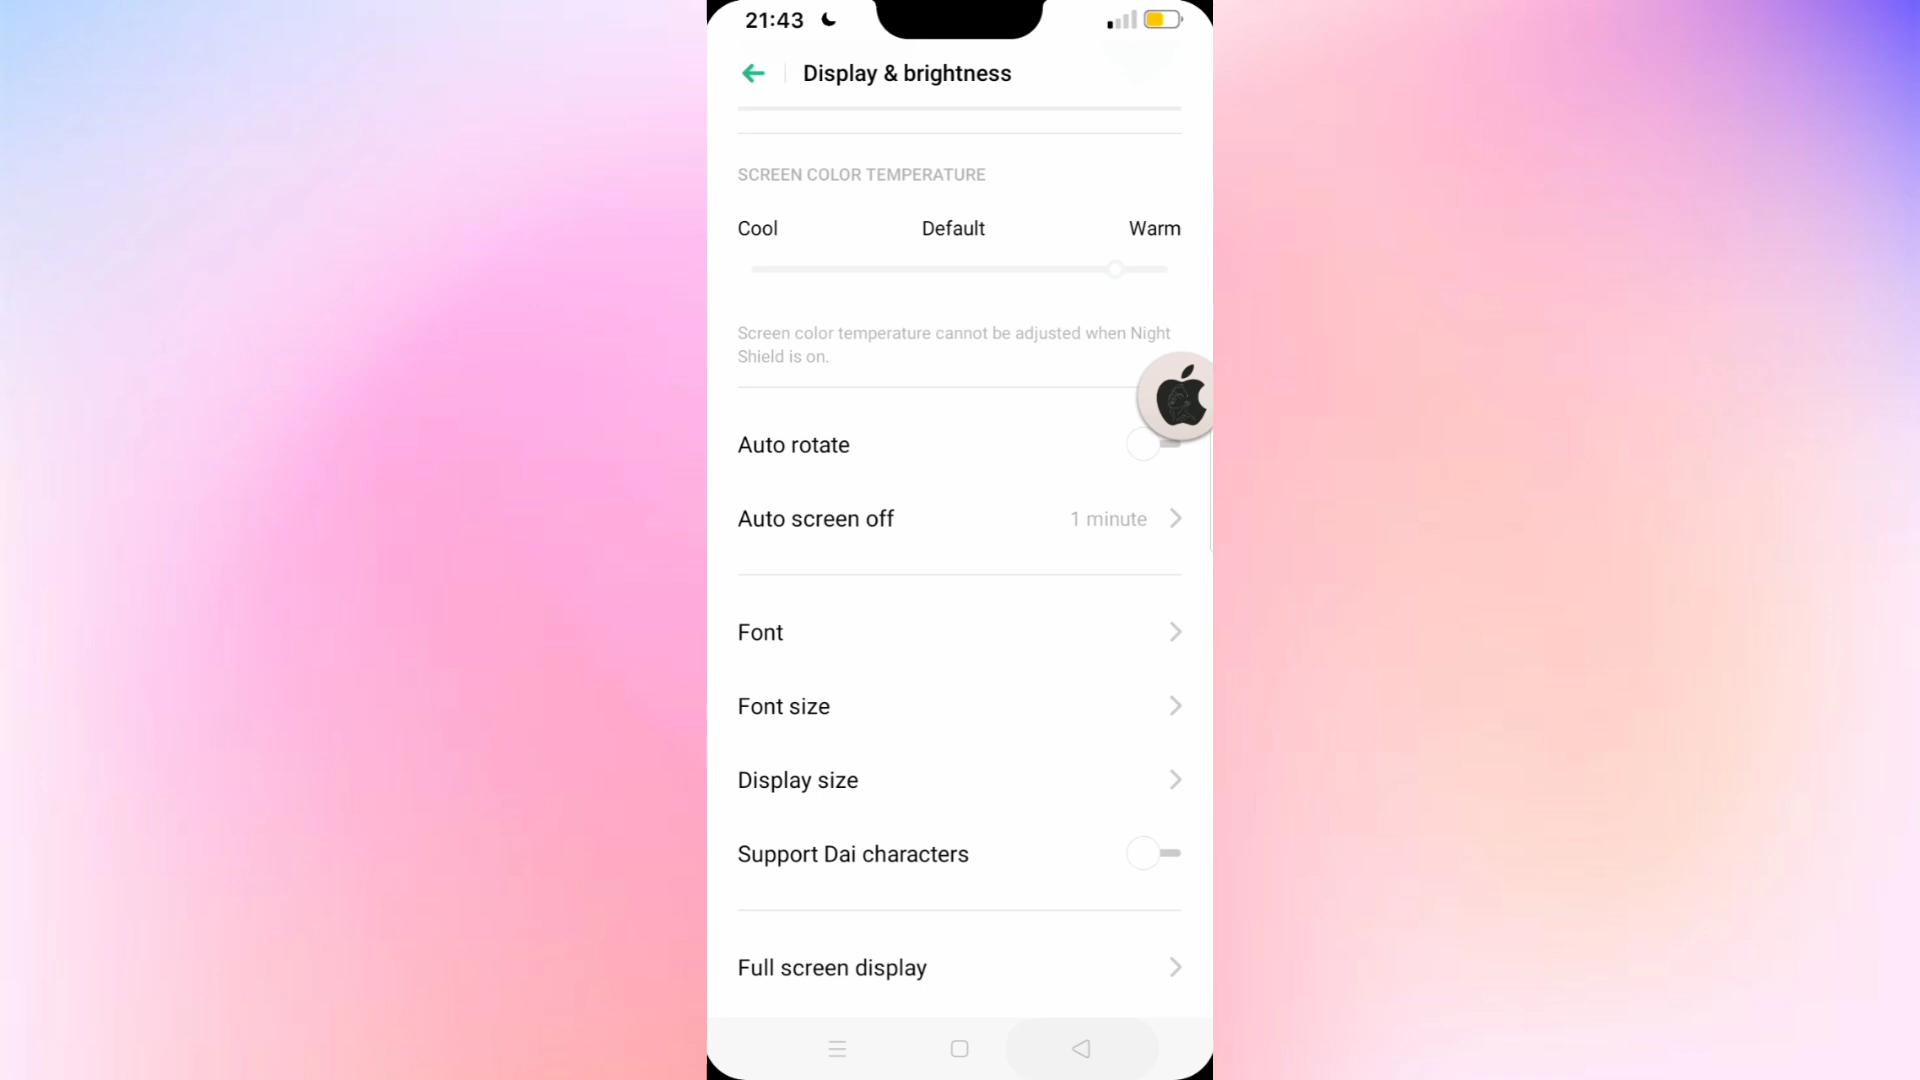 21:43
Display & brightness
SCREEN COLOR TEMPERATURE
Cool Default Warm
Screen color temperature cannot be adjusted when Night
Shield is on.
Auto rotate
Auto screen off 1 minute
Font
Font size
Display size
Support Dai characters
Full screen display